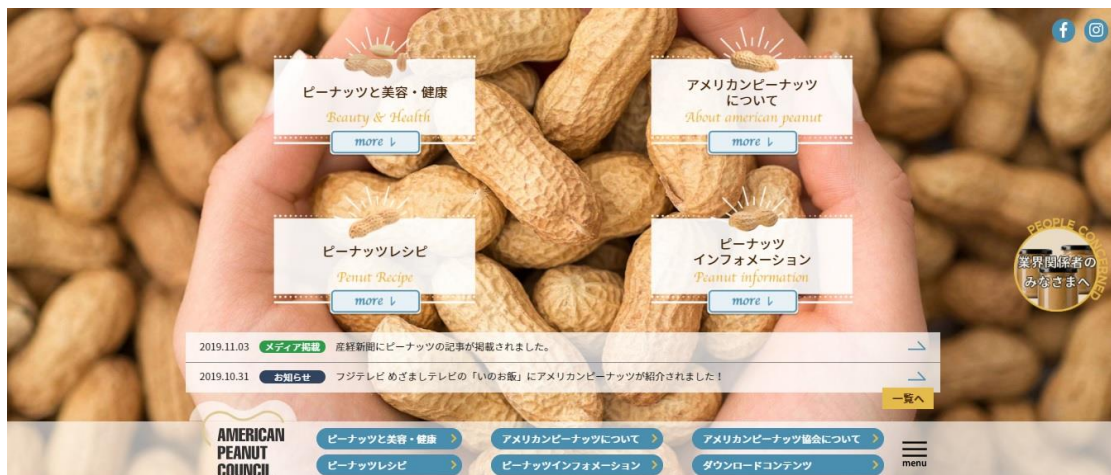 ピーナッツと美容・健康
Beauty & Health
more
アメリカンピーナッツ
について
About american peanut
more
ピーナッツレシピ
Penut Recipe
more
ピーナッツ
インフォメーション
Peanut information
more
PEOPLE CONCERNED
業界関係者の
みなさまへ
2019.11.03 メディア掲載 産経新聞にピーナッツの記事が掲載されました。
2019.10.31 お知らせ フジテレビ めざましテレビの「いのお飯」にアメリカンピーナッツが紹介されました！
一覧へ
AMERICAN
PEANUT
COUNCIL
ピーナッツと美容・健康
アメリカンピーナッツについて
アメリカンピーナッツ協会について
ピーナッツレシピ
ピーナッツインフォメーション
ダウンロードコンテンツ
menu